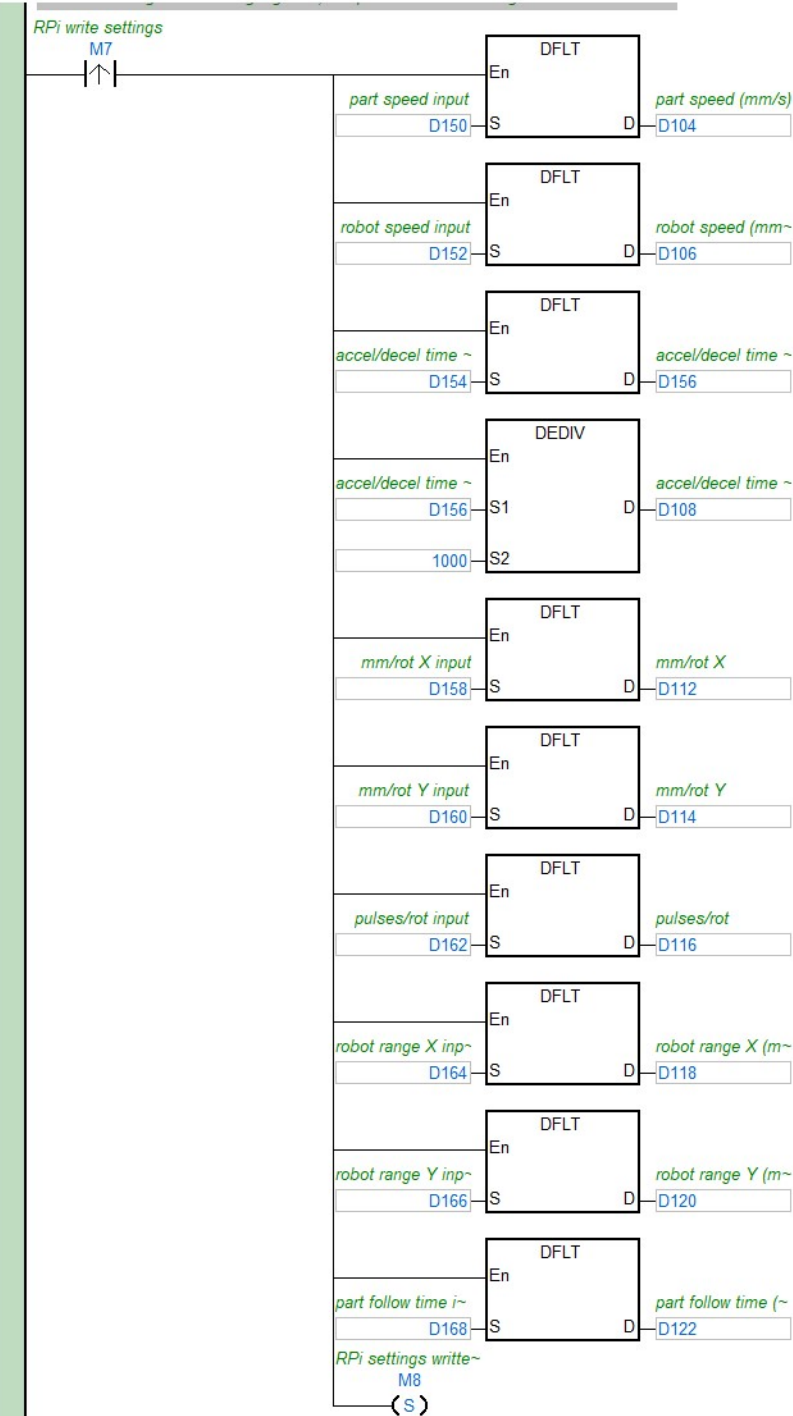 RPi write settings
M7
DFLT
En
part speed input
part speed (mm/s)
D150
S
D
D104
DFLT
En
robot speed input
robot speed (mm~
D152
S
D
D106
DFLT
En
accel/decel time ~
accel/decel time ~
D154
S
D
D156
DEDIV
En
accel/decel time ~
accel/decel time ~
D156
S1
D
D108
1000
S2
DFLT
En
mm/rot X input
mm/rot X
D158
S
D
D112
DFLT
En
mm/rot Y input
mm/rot Y
D160
S
D
D114
DFLT
En
pulses/rot input
pulses/rot
D162
S
D
D116
DFLT
En
robot range X inp~
robot range X (m~
D164
S
D
D118
DFLT
En
robot range Y inp~
robot range Y (m~
D166
S
D
D120
DFLT
En
part follow time i~
part follow time (~
D168
S
D
D122
RPi settings writte~
M8
S